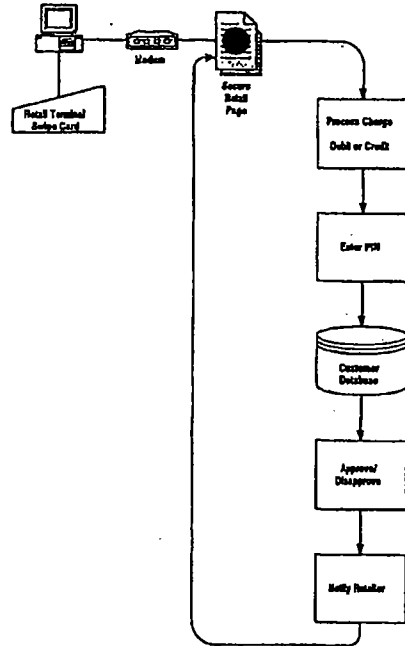 Modem
Retail Terminal
Swipe Card
Secure
Retail
Page
Process Charge
Debit or Credit
Enter PIN
Customer
Database
Approve/
Disapprove
Notify Retailer